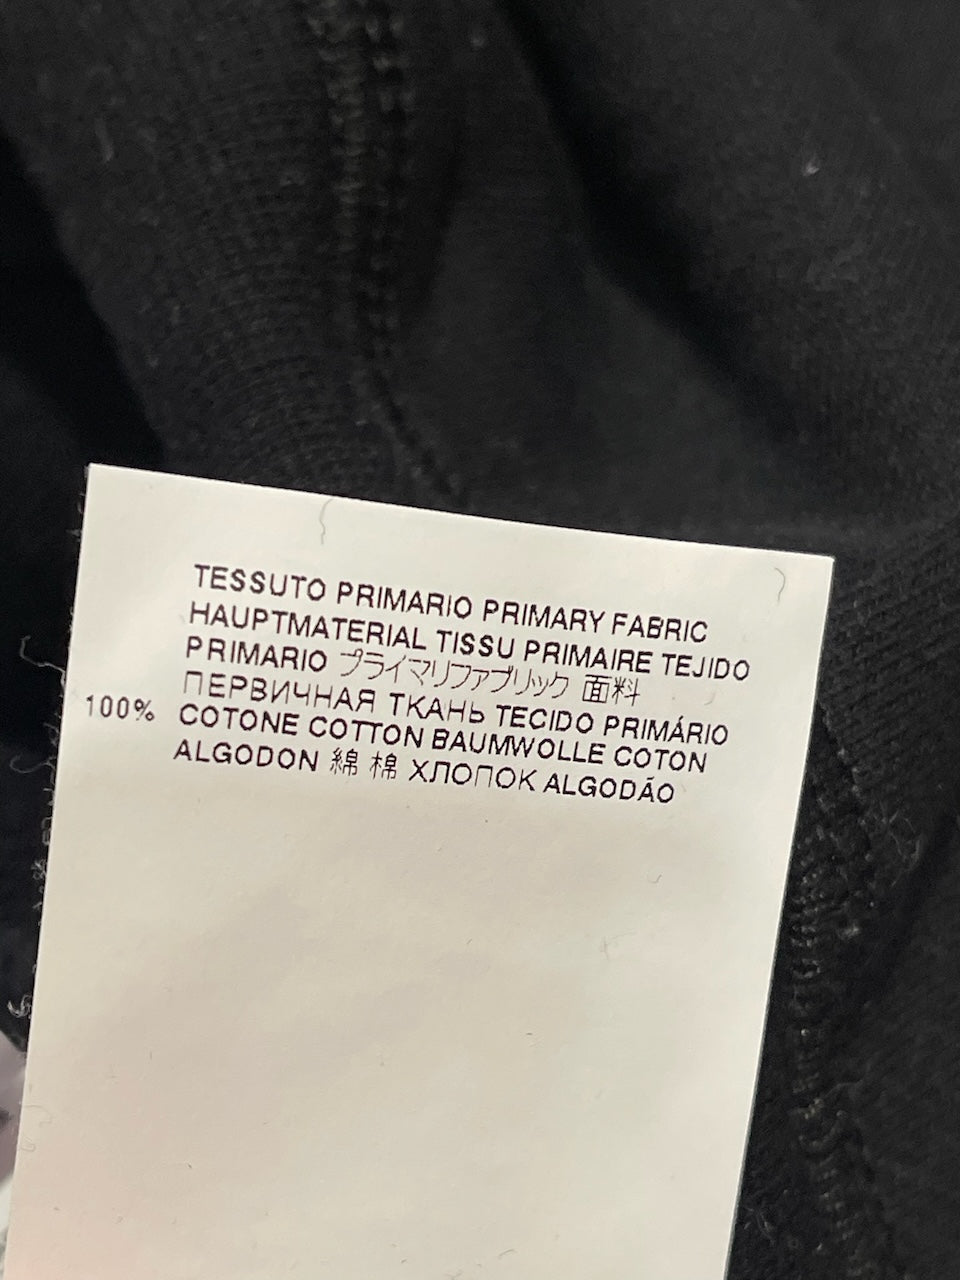 TESSUTO PRIMARIO PRIMARY FABRIC
HAUPTMATERIAL TISSU PRIMAIRE TEJIDO
PRIMARIO プライマリファブリック 面料
ПЕРВИЧНАЯ ТКАНЬ TECIDO PRIMÁRIO
100% COTONE COTTON BAUMWOLLE COTON
ALGODON 綿 棉 ХЛОПОК ALGODÃO